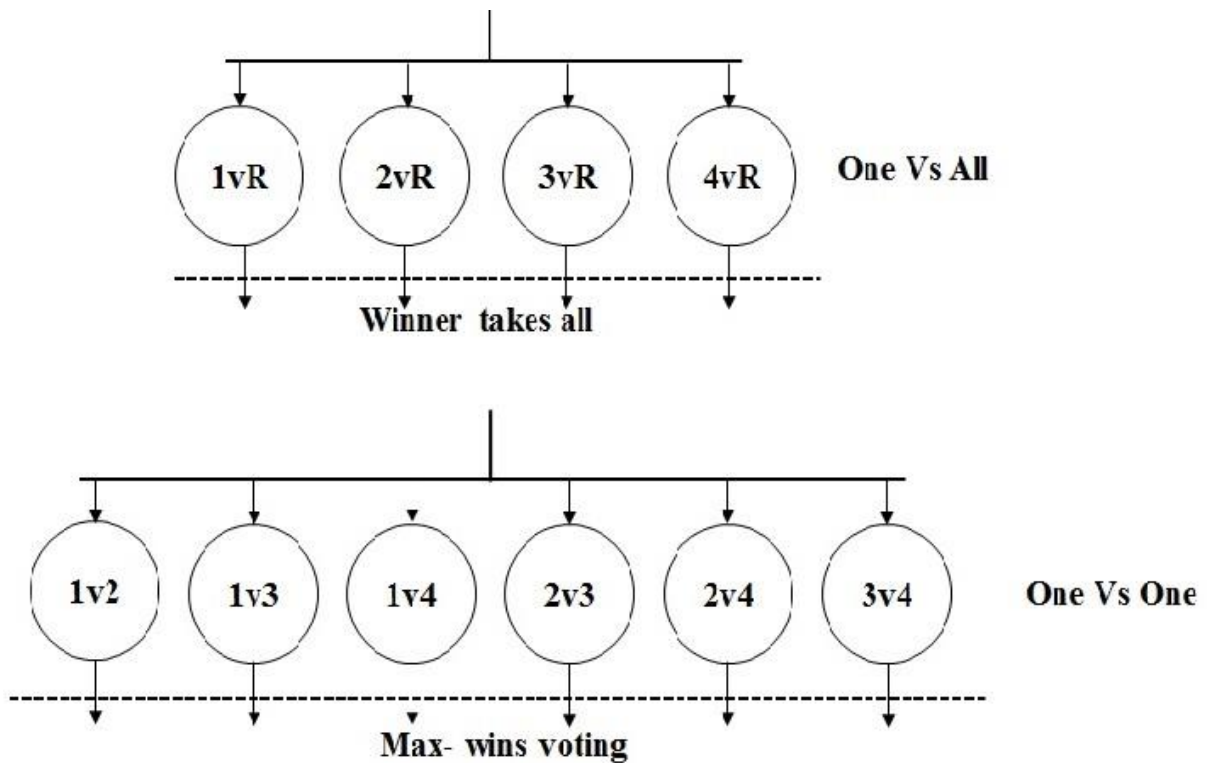 1vR 2vR 3vR 4vR One Vs All
Winner takes all
1v2 1v3 1v4 2v3 2v4 3v4 One Vs One
Max- wins voting